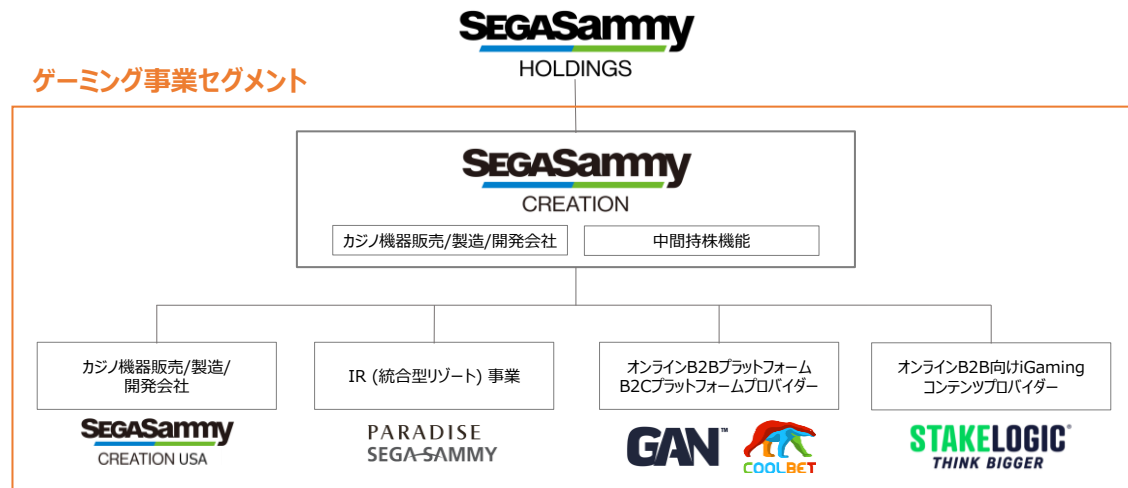 SEGASammy
HOLDINGS
ゲーミング事業セグメント
SEGASammy
CREATION
カジノ機器販売/製造/開発会社
中間持株機能
カジノ機器販売/製造/
開発会社
IR (統合型リゾート) 事業
オンラインB2Bプラットフォーム
B2Cプラットフォームプロバイダー
オンラインB2B向けiGaming
コンテンツプロバイダー
SEGASammy
CREATION USA
PARADISE
SEGA SAMMY
GAN™
COOLBET
STAKELOGIC®
THINK BIGGER